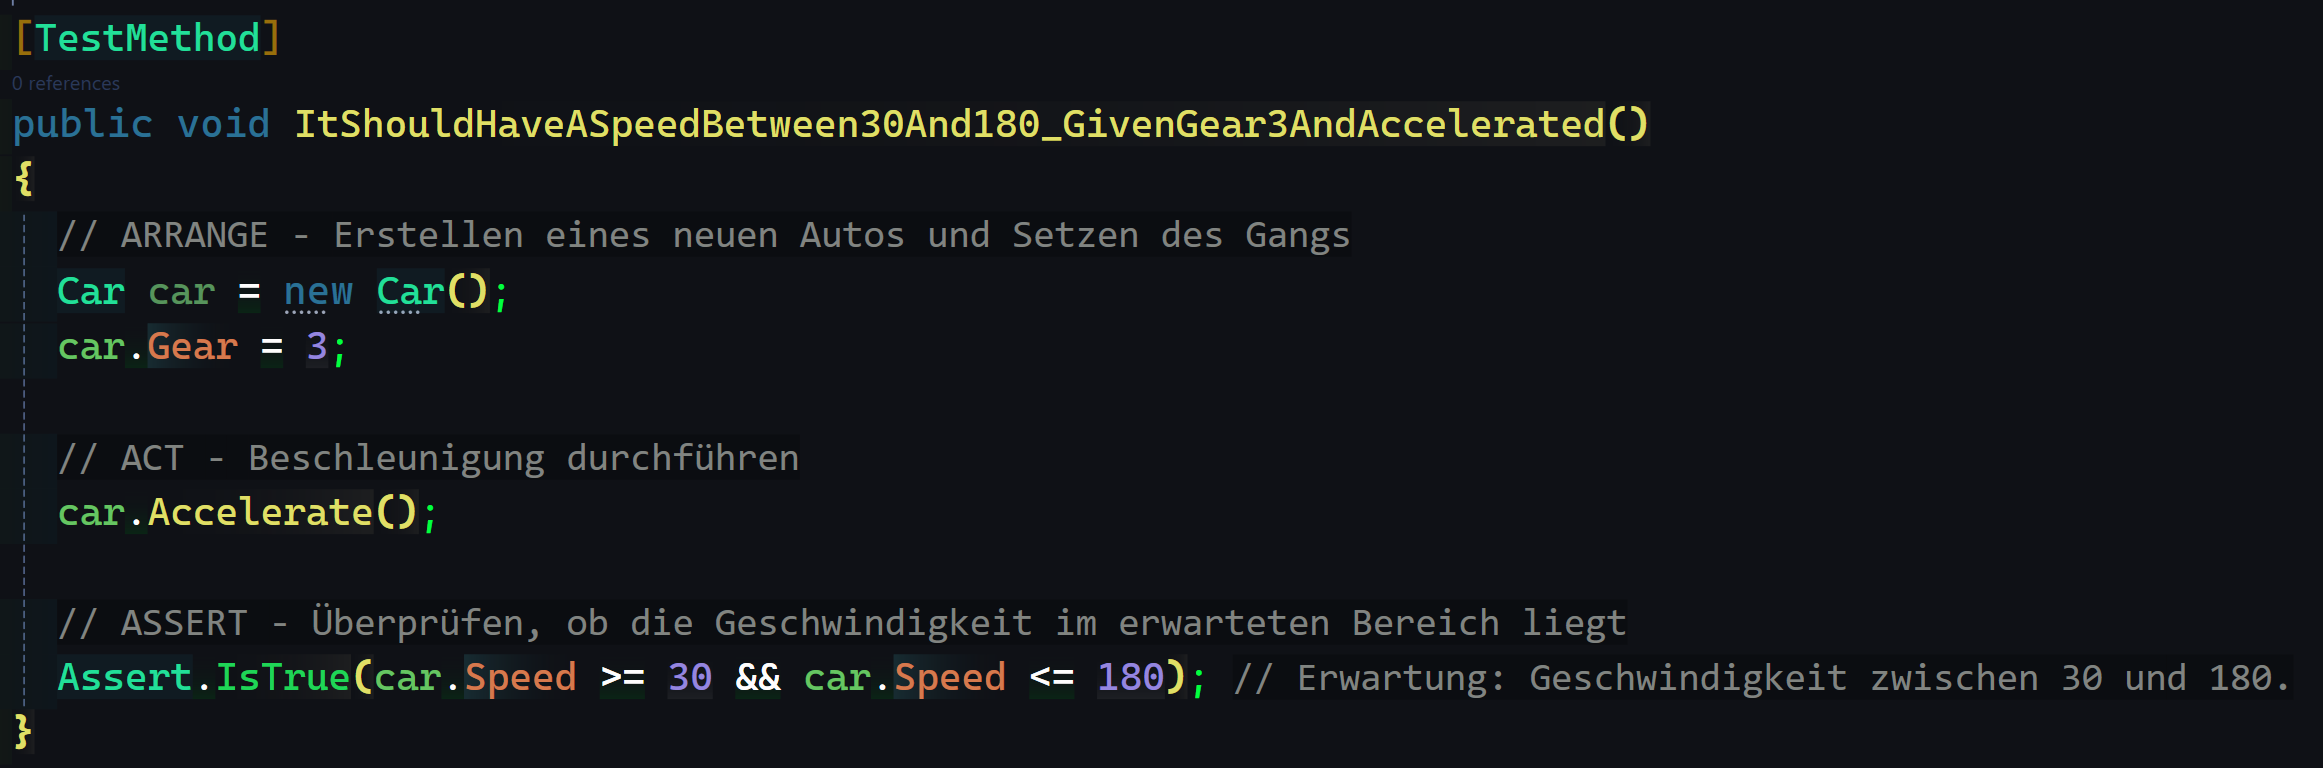 [TestMethod]
0 references
public void ItShouldHaveASpeedBetween30And180_GivenGear3AndAccelerated()
{
// ARRANGE - Erstellen eines neuen Autos und Setzen des Gangs
Car car = new Car();
car.Gear = 3;
// ACT - Beschleunigung durchführen
car.Accelerate();
// ASSERT - Überprüfen, ob die Geschwindigkeit im erwarteten Bereich liegt
Assert.IsTrue(car.Speed >= 30 && car.Speed <= 180); // Erwartung: Geschwindigkeit zwischen 30 und 180.
}